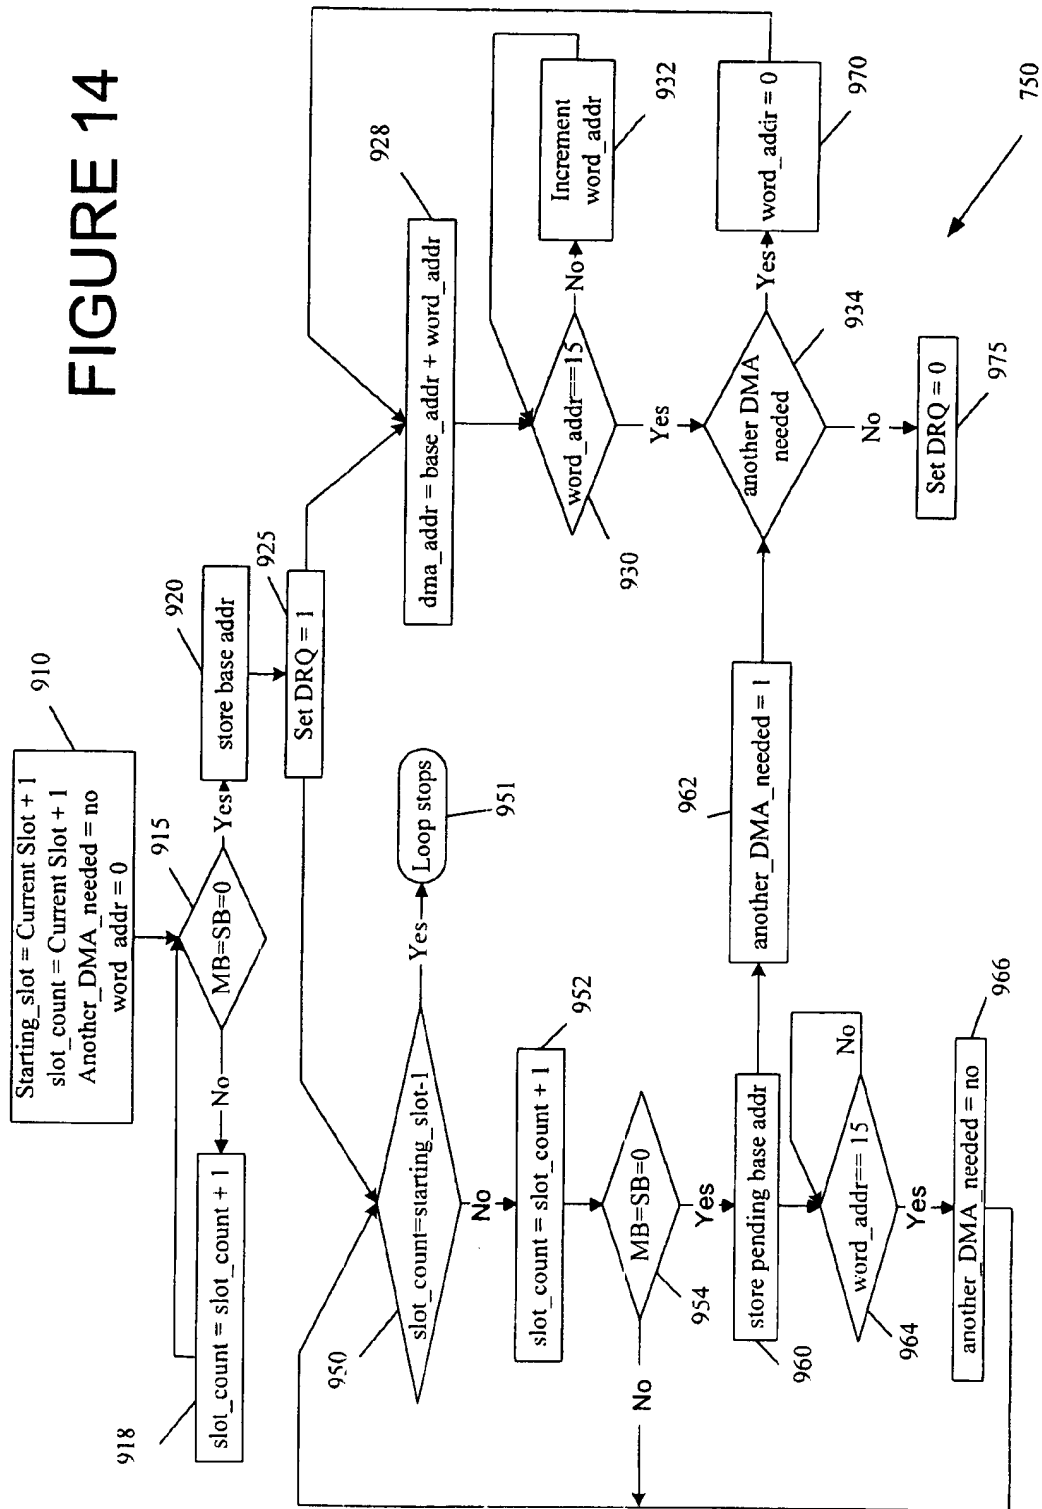 FIGURE 14
910
Starting_slot = Current Slot + 1
slot_count = Current Slot + 1
Another_DMA_needed = no
word_addr = 0
915
MB=SB=0
No
Yes
918
slot_count = slot_count + 1
920
store base addr
925
Set DRQ = 1
928
dma_addr = base_addr + word_addr
930
word_addr==15
No
932
Increment
word_addr
Yes
934
another DMA
needed
Yes
970
word_addr = 0
No
975
Set DRQ = 0
950
slot_count=starting_slot-1
Yes
951
Loop stops
No
952
slot_count = slot_count + 1
954
MB=SB=0
No
Yes
960
store pending base addr
962
another_DMA_needed = 1
964
word_addr== 15
No
Yes
966
another_DMA_needed = no
750